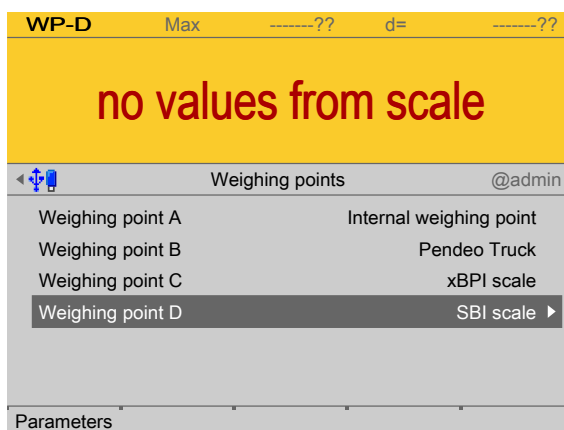 WP-D Max -------?? d= -------??
no values from scale
Weighing points @admin
Weighing point A Internal weighing point
Weighing point B Pendeo Truck
Weighing point C xBPI scale
Weighing point D SBI scale
Parameters